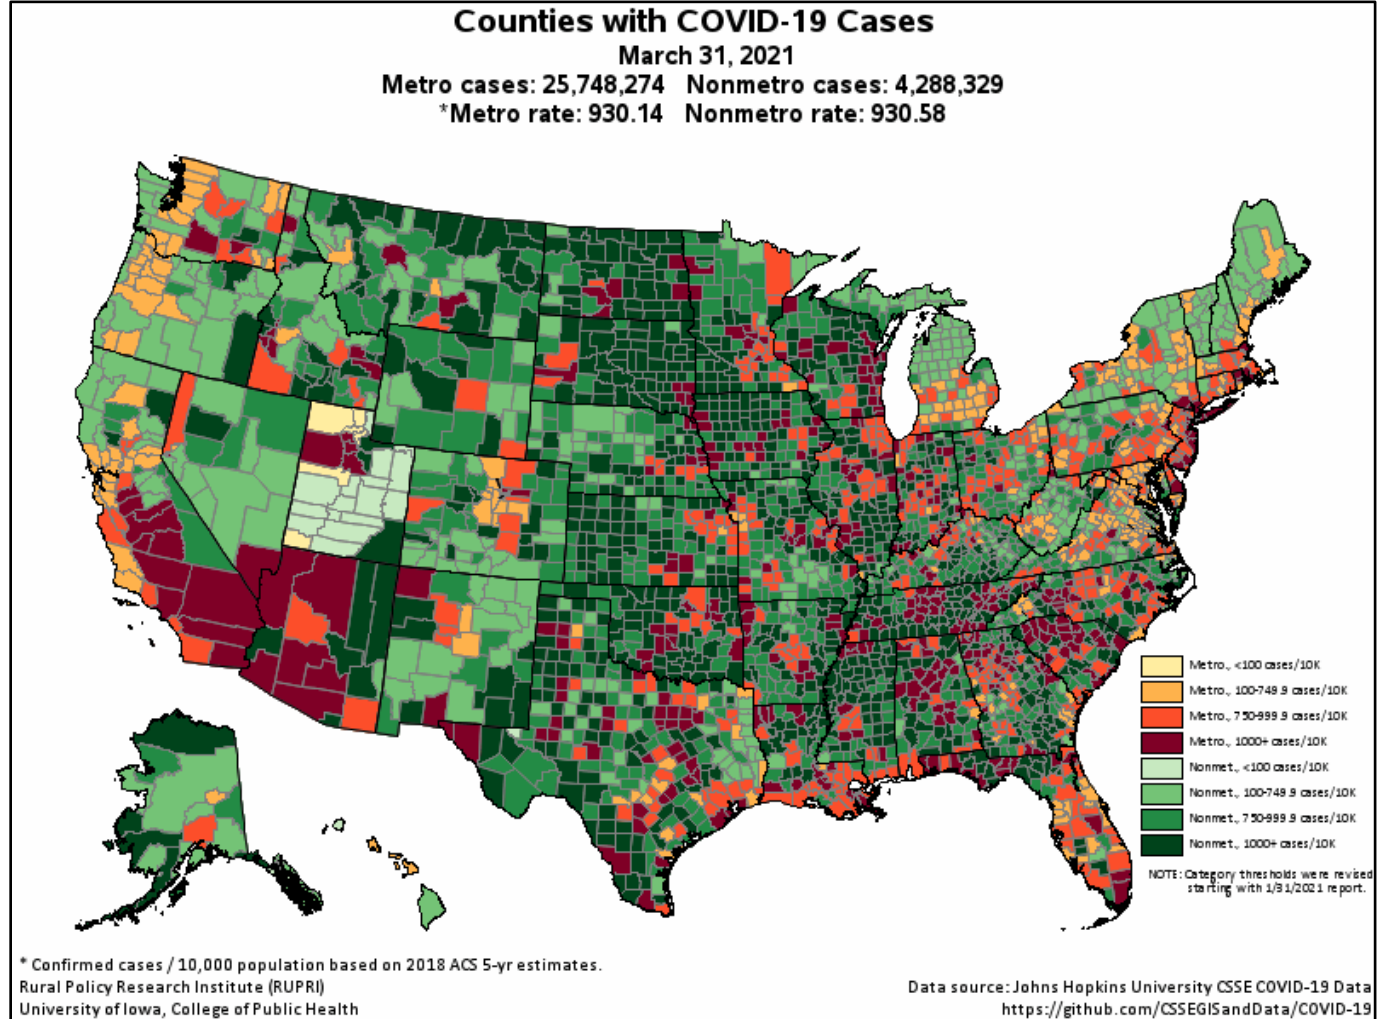 Counties with COVID-19 Cases
March 31, 2021
Metro cases: 25,748,274 Nonmetro cases: 4,288,329
*Metro rate: 930.14 Nonmetro rate: 930.58
Metro., <100 cases/10K
Metro., 100-749.9 cases/10K
Metro., 750-999.9 cases/10K
Metro., 1000+ cases/10K
Nonmet., <100 cases/10K
Nonmet., 100-749.9 cases/10K
Nonmet., 750-999.9 cases/10K
Nonmet., 1000+ cases/10K
NOTE: Category thresholds were revised
starting with 1/31/2021 report.
* Confirmed cases / 10,000 population based on 2018 ACS 5-yr estimates.
Rural Policy Research Institute (RUPRI)
University of Iowa, College of Public Health
Data source: Johns Hopkins University CSSE COVID-19 Data
https://github.com/CSSEGISandData/COVID-19